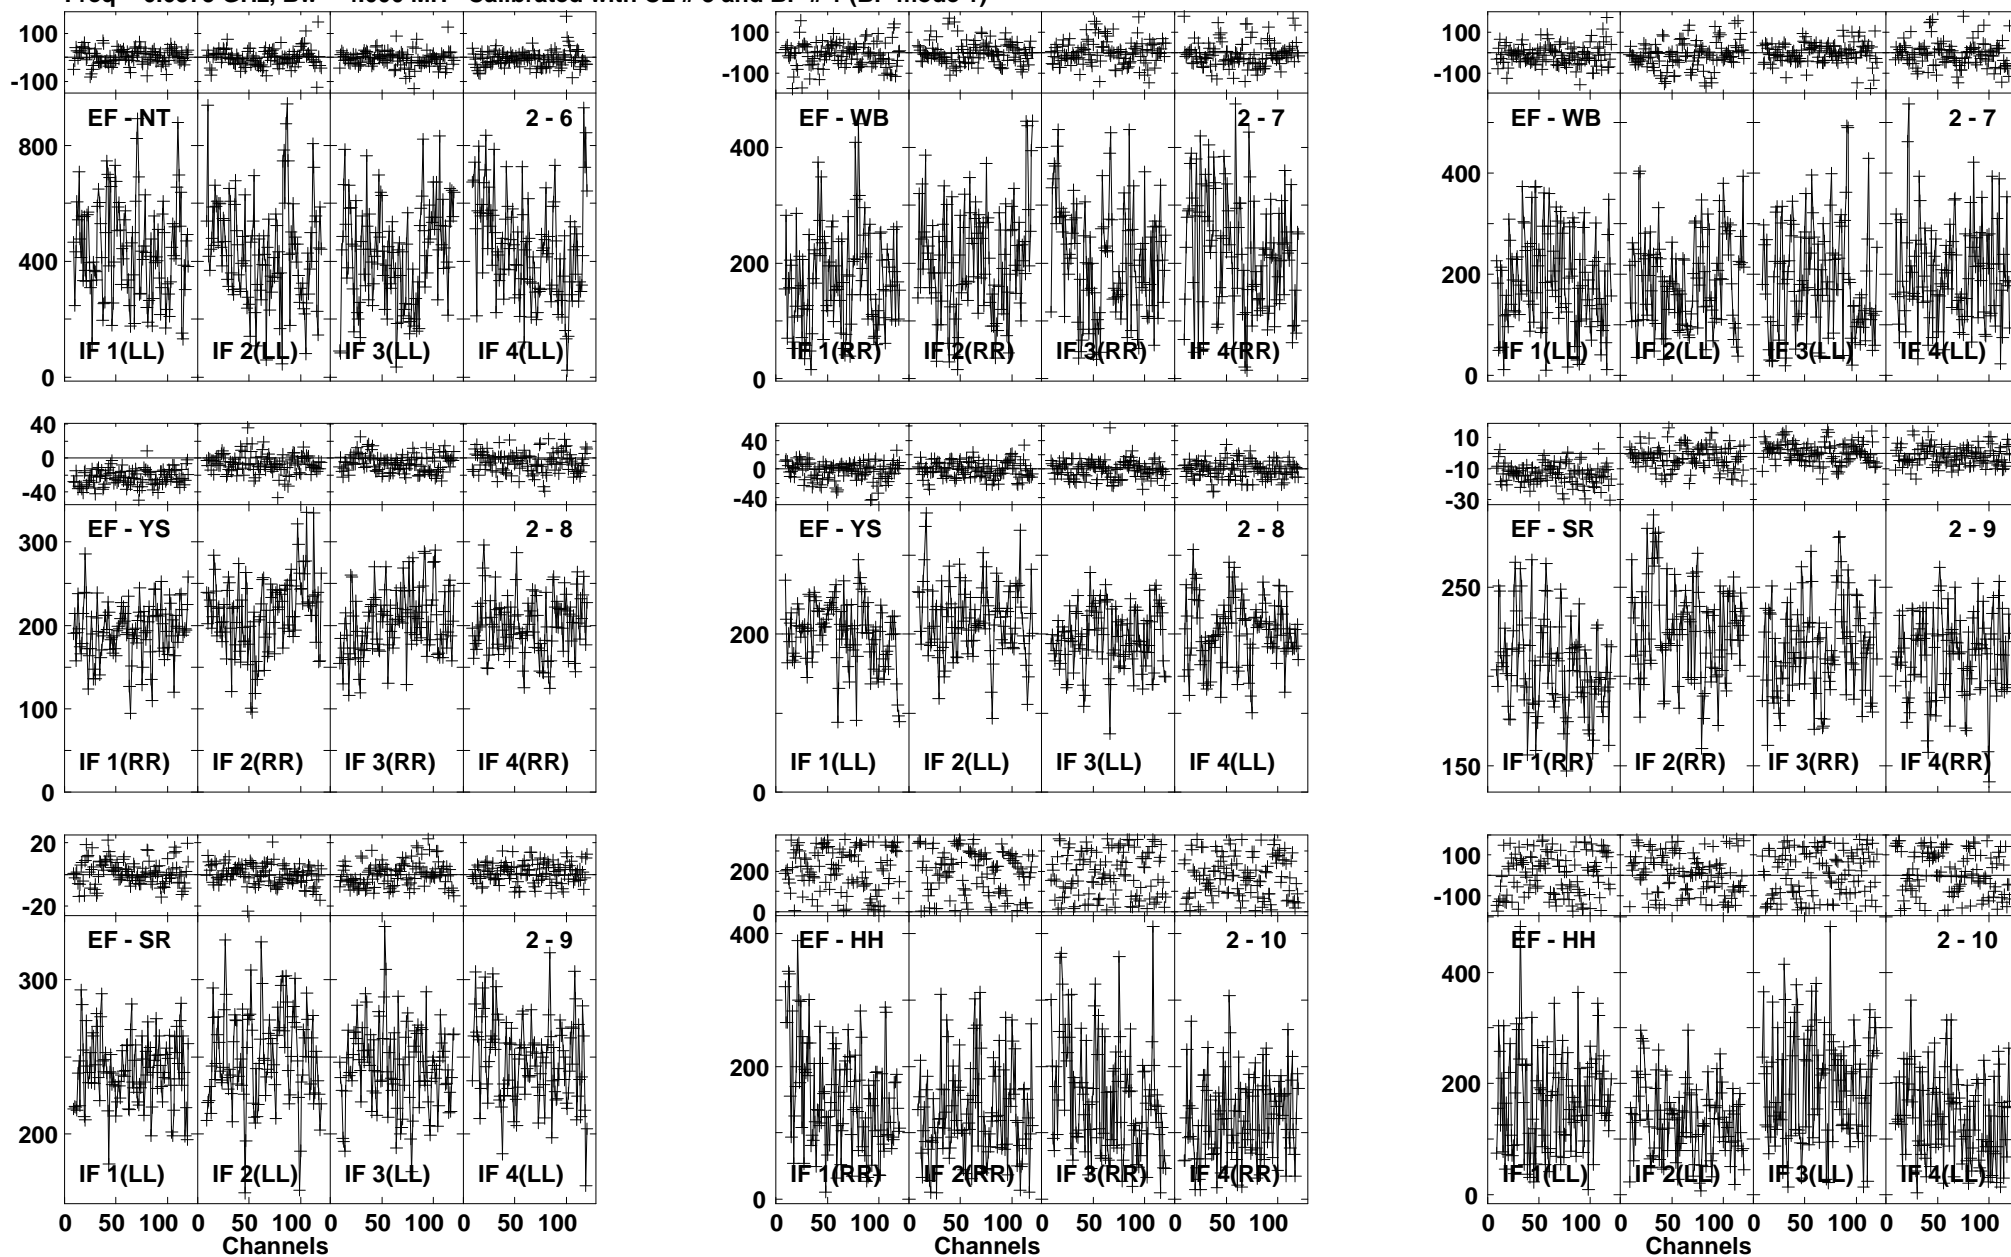 100
0
-100
EF - NT
2 - 6
800
400
0
IF 1(LL)
IF 2(LL)
IF 3(LL)
IF 4(LL)
100
0
-100
EF - WB
2 - 7
400
200
0
IF 1(RR)
IF 2(RR)
IF 3(RR)
IF 4(RR)
100
0
-100
EF - WB
2 - 7
400
200
0
IF 1(LL)
IF 2(LL)
IF 3(LL)
IF 4(LL)
40
0
-40
EF - YS
2 - 8
300
200
100
0
IF 1(RR)
IF 2(RR)
IF 3(RR)
IF 4(RR)
40
0
-40
EF - YS
2 - 8
200
0
IF 1(LL)
IF 2(LL)
IF 3(LL)
IF 4(LL)
10
-10
-30
EF - SR
2 - 9
250
150
IF 1(RR)
IF 2(RR)
IF 3(RR)
IF 4(RR)
20
-20
EF - SR
2 - 9
300
200
IF 1(LL)
IF 2(LL)
IF 3(LL)
IF 4(LL)
0 50 100 0 50 100 0 50 100 0 50 100
Channels
200
0
EF - HH
2 - 10
400
200
0
IF 1(RR)
IF 2(RR)
IF 3(RR)
IF 4(RR)
0 50 100 0 50 100 0 50 100 0 50 100
Channels
100
-100
EF - HH
2 - 10
400
200
0
IF 1(LL)
IF 2(LL)
IF 3(LL)
IF 4(LL)
0 50 100 0 50 100 0 50 100 0 50 100
Channels